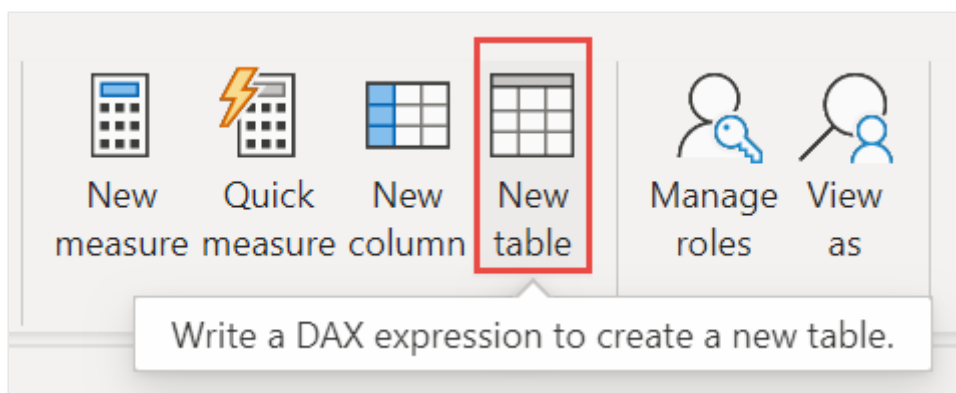 New Quick New New Manage View
measure measure column table roles as
Write a DAX expression to create a new table.